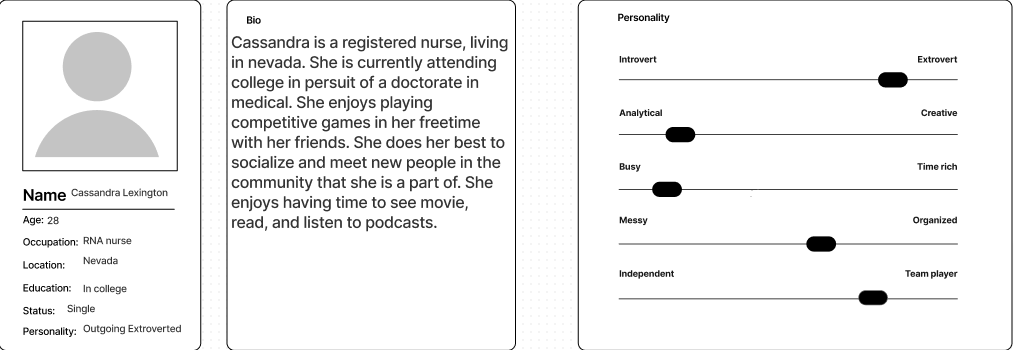 Name Cassandra Lexington
Age: 28
Occupation: RNA nurse
Location: Nevada
Education: In college
Status: Single
Personality: Outgoing Extroverted
Bio
Cassandra is a registered nurse, living
in nevada. She is currently attending
college in persuit of a doctorate in
medical. She enjoys playing
competitive games in her freetime
with her friends. She does her best to
socialize and meet new people in the
community that she is a part of. She
enjoys having time to see movie,
read, and listen to podcasts.
Personality
Introvert Extrovert
Analytical Creative
Busy Time rich
Messy Organized
Independent Team player